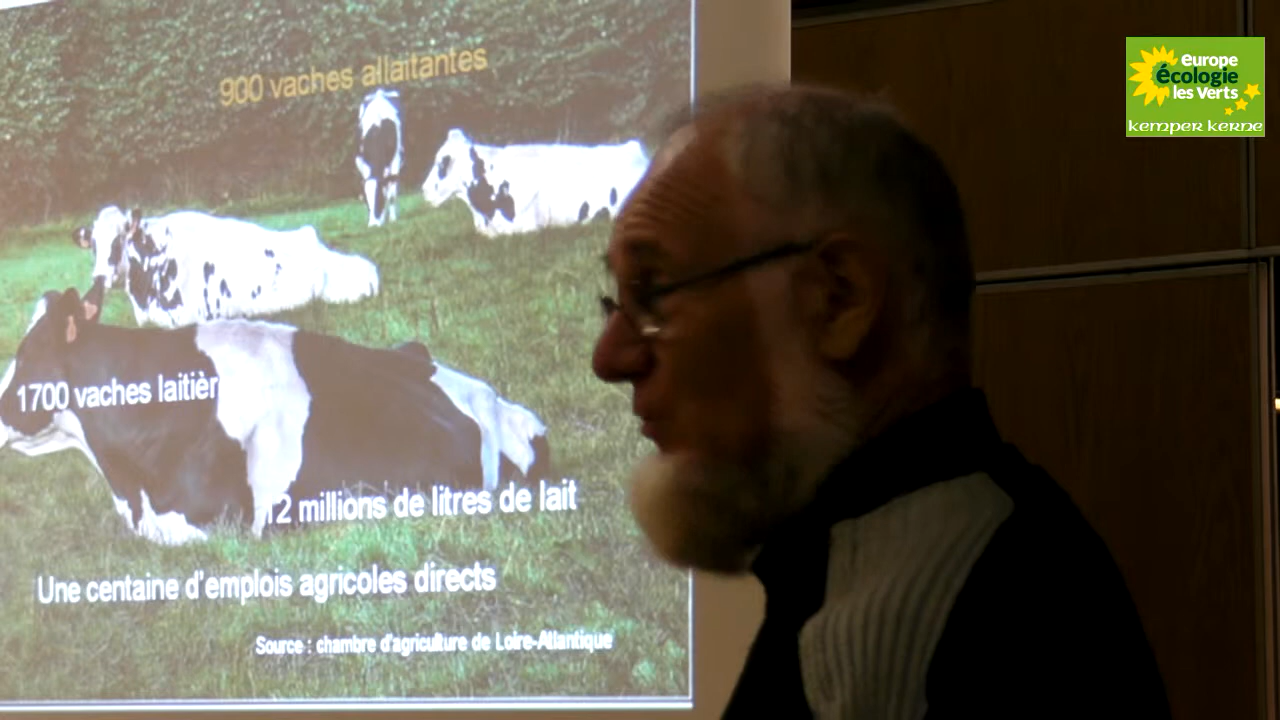 900 vaches allaitantes
europe
écologie
les verts
kemper kerne
1700 vaches laitièr
12 millions de litres de lait
Une centaine d'emplois agricoles directs
Source : chambre d'agriculture de Loire-Atlantique